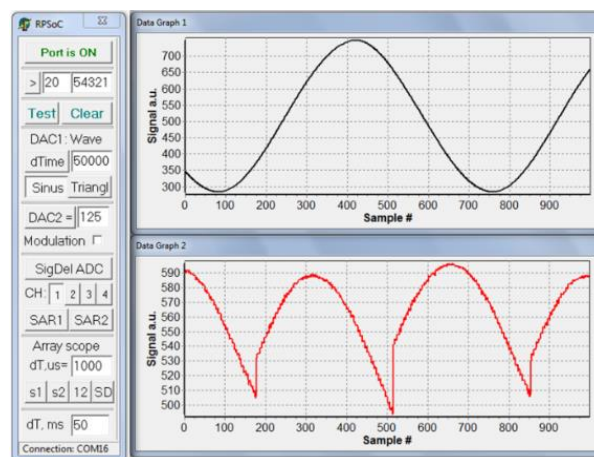 RPSoC
Port is ON
> 20 54321
Test Clear
DAC1: Wave
dTime 50000
Sinus Triangl
DAC2 = 125
Modulation
SigDel ADC
CH: 1 2 3 4
SAR1 SAR2
Array scope
dT,us= 1000
s1 s2 12 SD
dT, ms 50
Connection: COM16
Data Graph 1
Signal a.u.
700
650
600
550
500
450
400
350
300
0 100 200 300 400 500 600 700 800 900
Sample #
Data Graph 2
Signal a.u.
590
580
570
560
550
540
530
520
510
500
0 100 200 300 400 500 600 700 800 900
Sample #